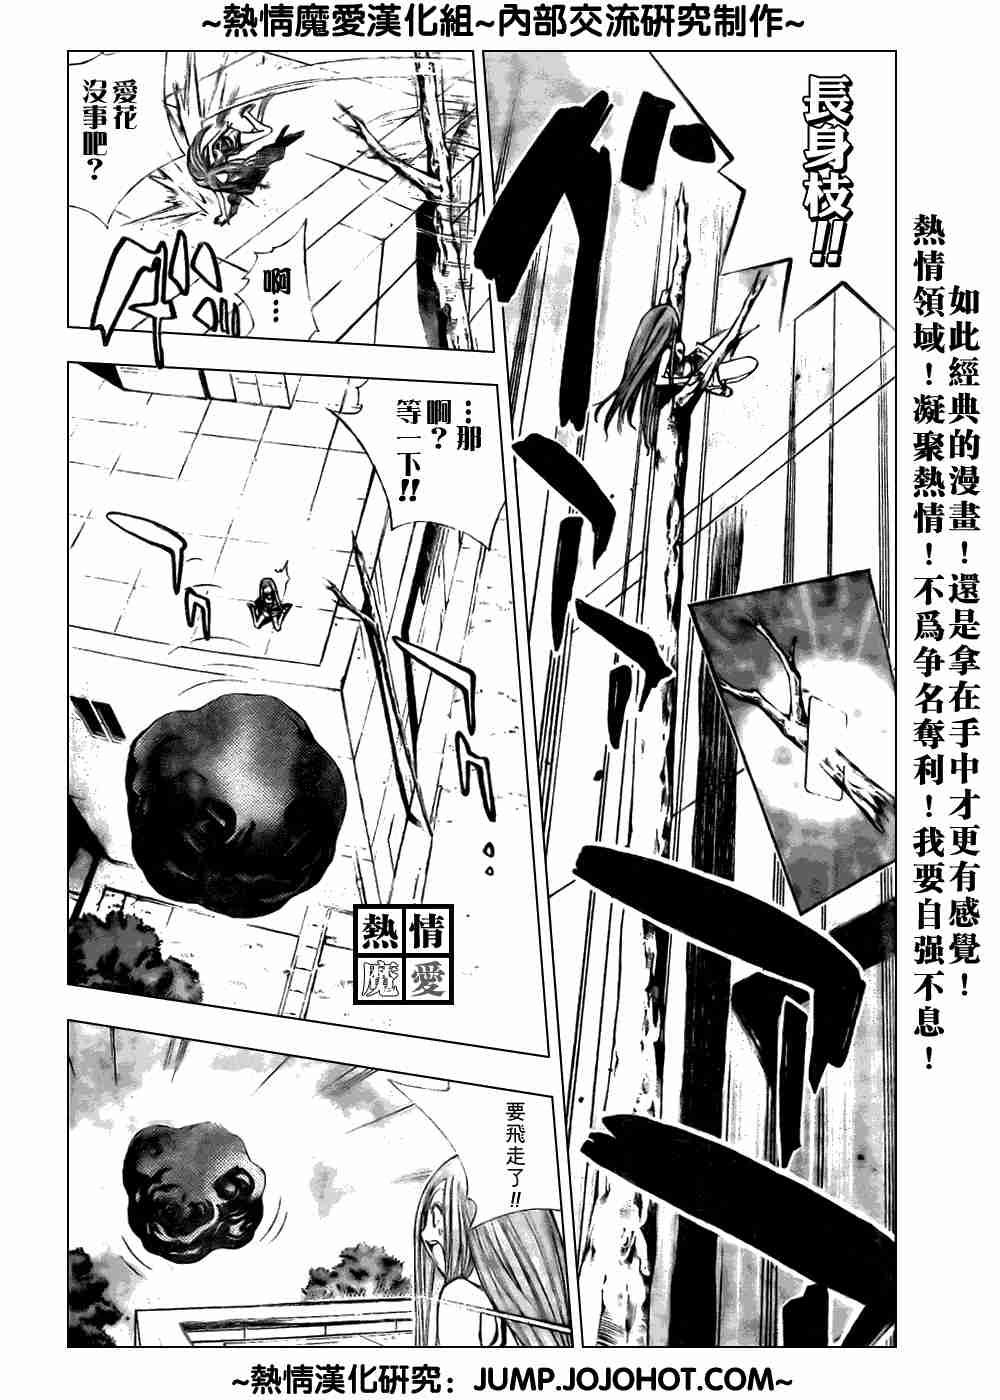 ~熱情魔愛漢化組~內部交流研究制作~
長身枝!!
愛花
沒事吧?
啊…
…那
啊?
等一下!!
熱情
魔愛
要飛走了!!
如此經典的漫畫！還是拿在手中才更有感覺！
熱情領域！凝聚熱情！不爲争名奪利！我要自强不息！
~熱情漢化研究：JUMP.JOJOHOT.COM~